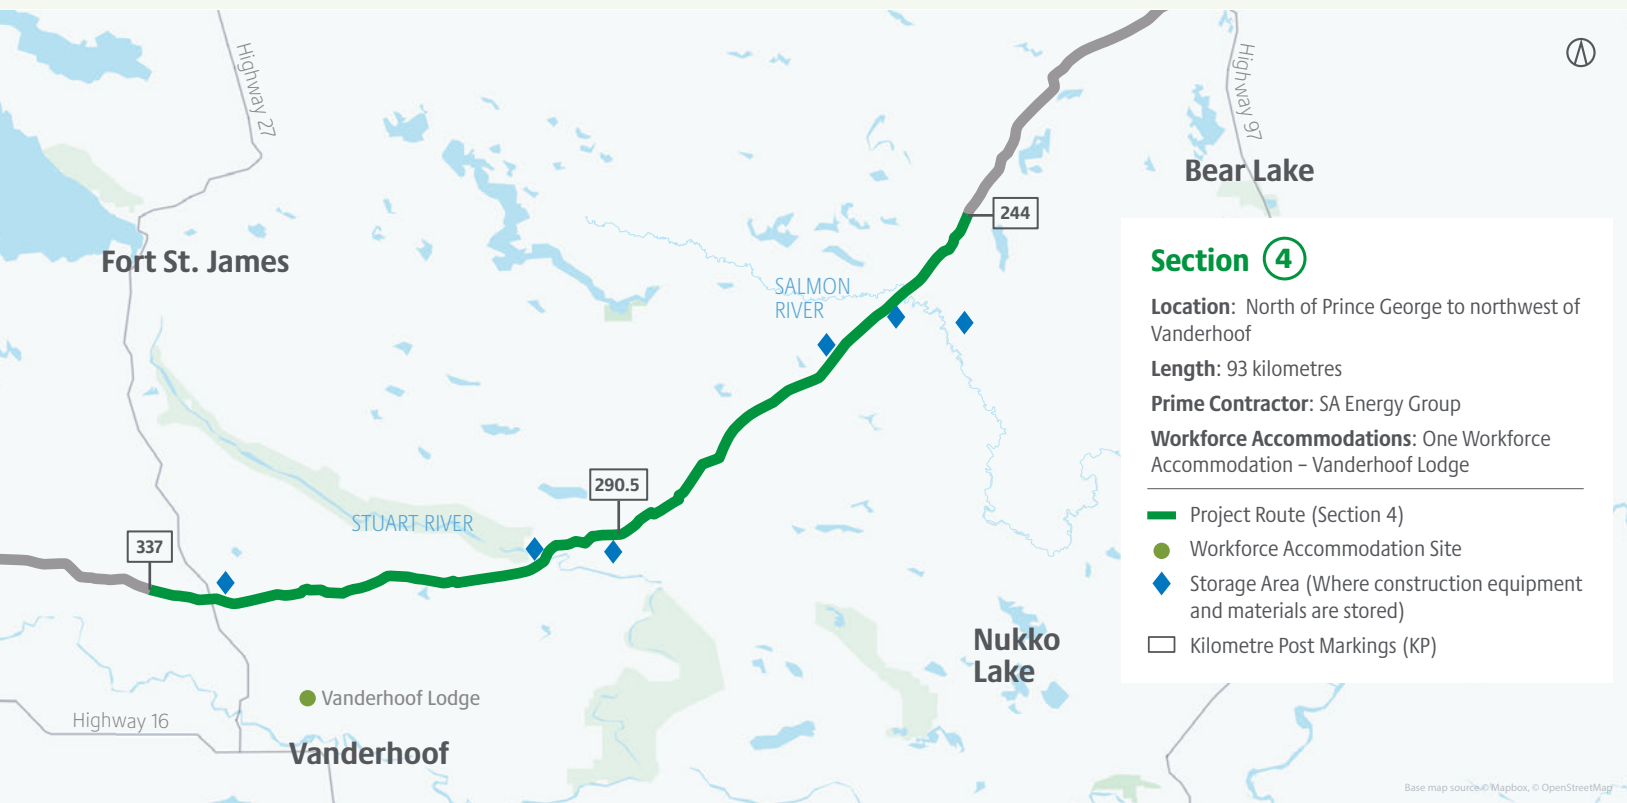 Highway 27
Highway 97
Bear Lake
244
Fort St. James
SALMON
RIVER
290.5
STUART RIVER
337
Nukko
Lake
Vanderhoof Lodge
Highway 16
Vanderhoof
Section 4
Location: North of Prince George to northwest of
Vanderhoof
Length: 93 kilometres
Prime Contractor: SA Energy Group
Workforce Accommodations: One Workforce
Accommodation – Vanderhoof Lodge
Project Route (Section 4)
Workforce Accommodation Site
Storage Area (Where construction equipment
and materials are stored)
Kilometre Post Markings (KP)
Base map source © Mapbox, © OpenStreetMap